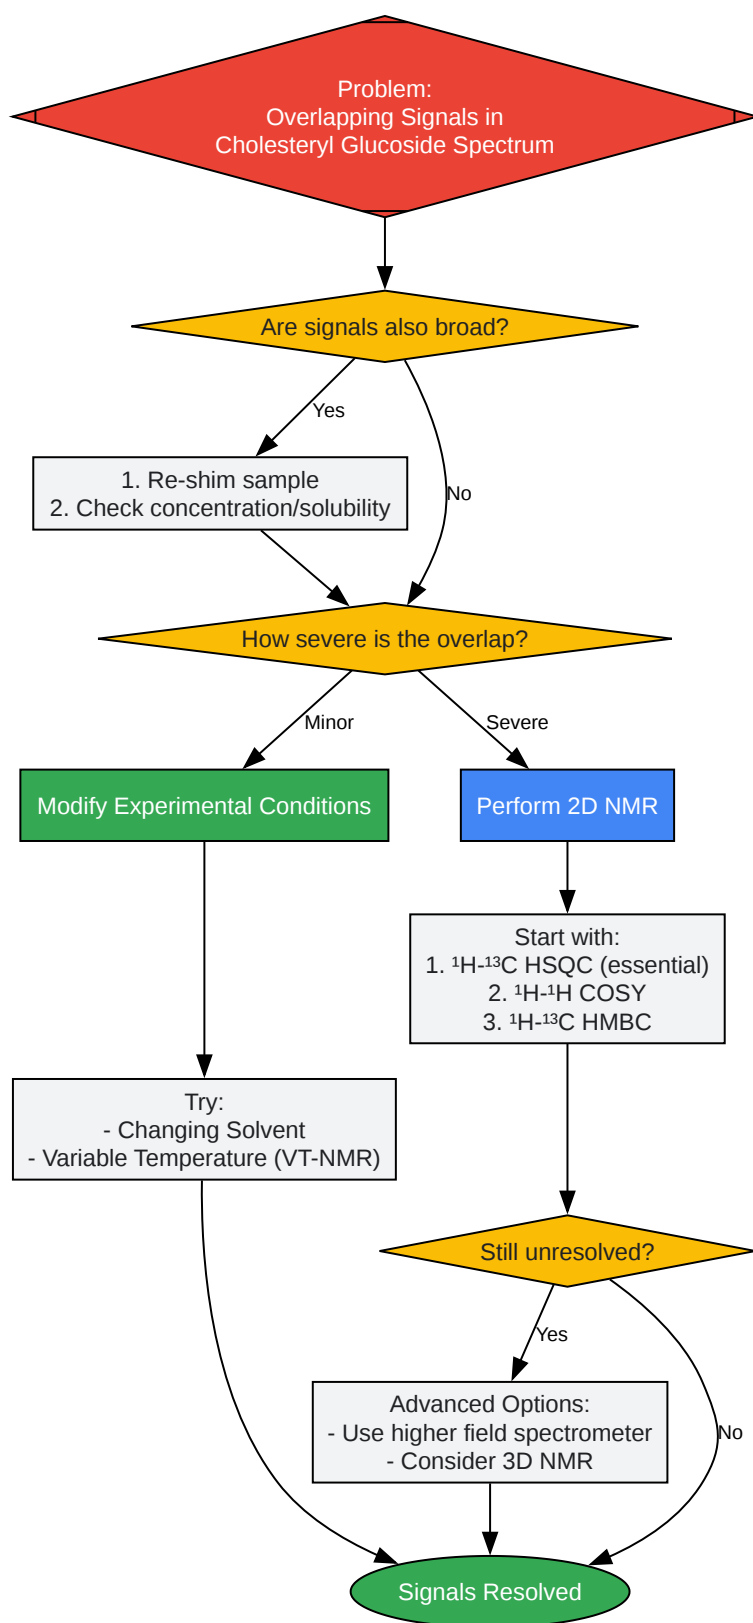 Problem:
Overlapping Signals in
Cholesteryl Glucoside Spectrum
Are signals also broad?
Yes
1. Re-shim sample
2. Check concentration/solubility
No
How severe is the overlap?
Minor
Severe
Modify Experimental Conditions
Perform 2D NMR
Start with:
1. ¹H-¹³C HSQC (essential)
2. ¹H-¹H COSY
3. ¹H-¹³C HMBC
Try:
- Changing Solvent
- Variable Temperature (VT-NMR)
Still unresolved?
Yes
Advanced Options:
- Use higher field spectrometer
- Consider 3D NMR
No
Signals Resolved